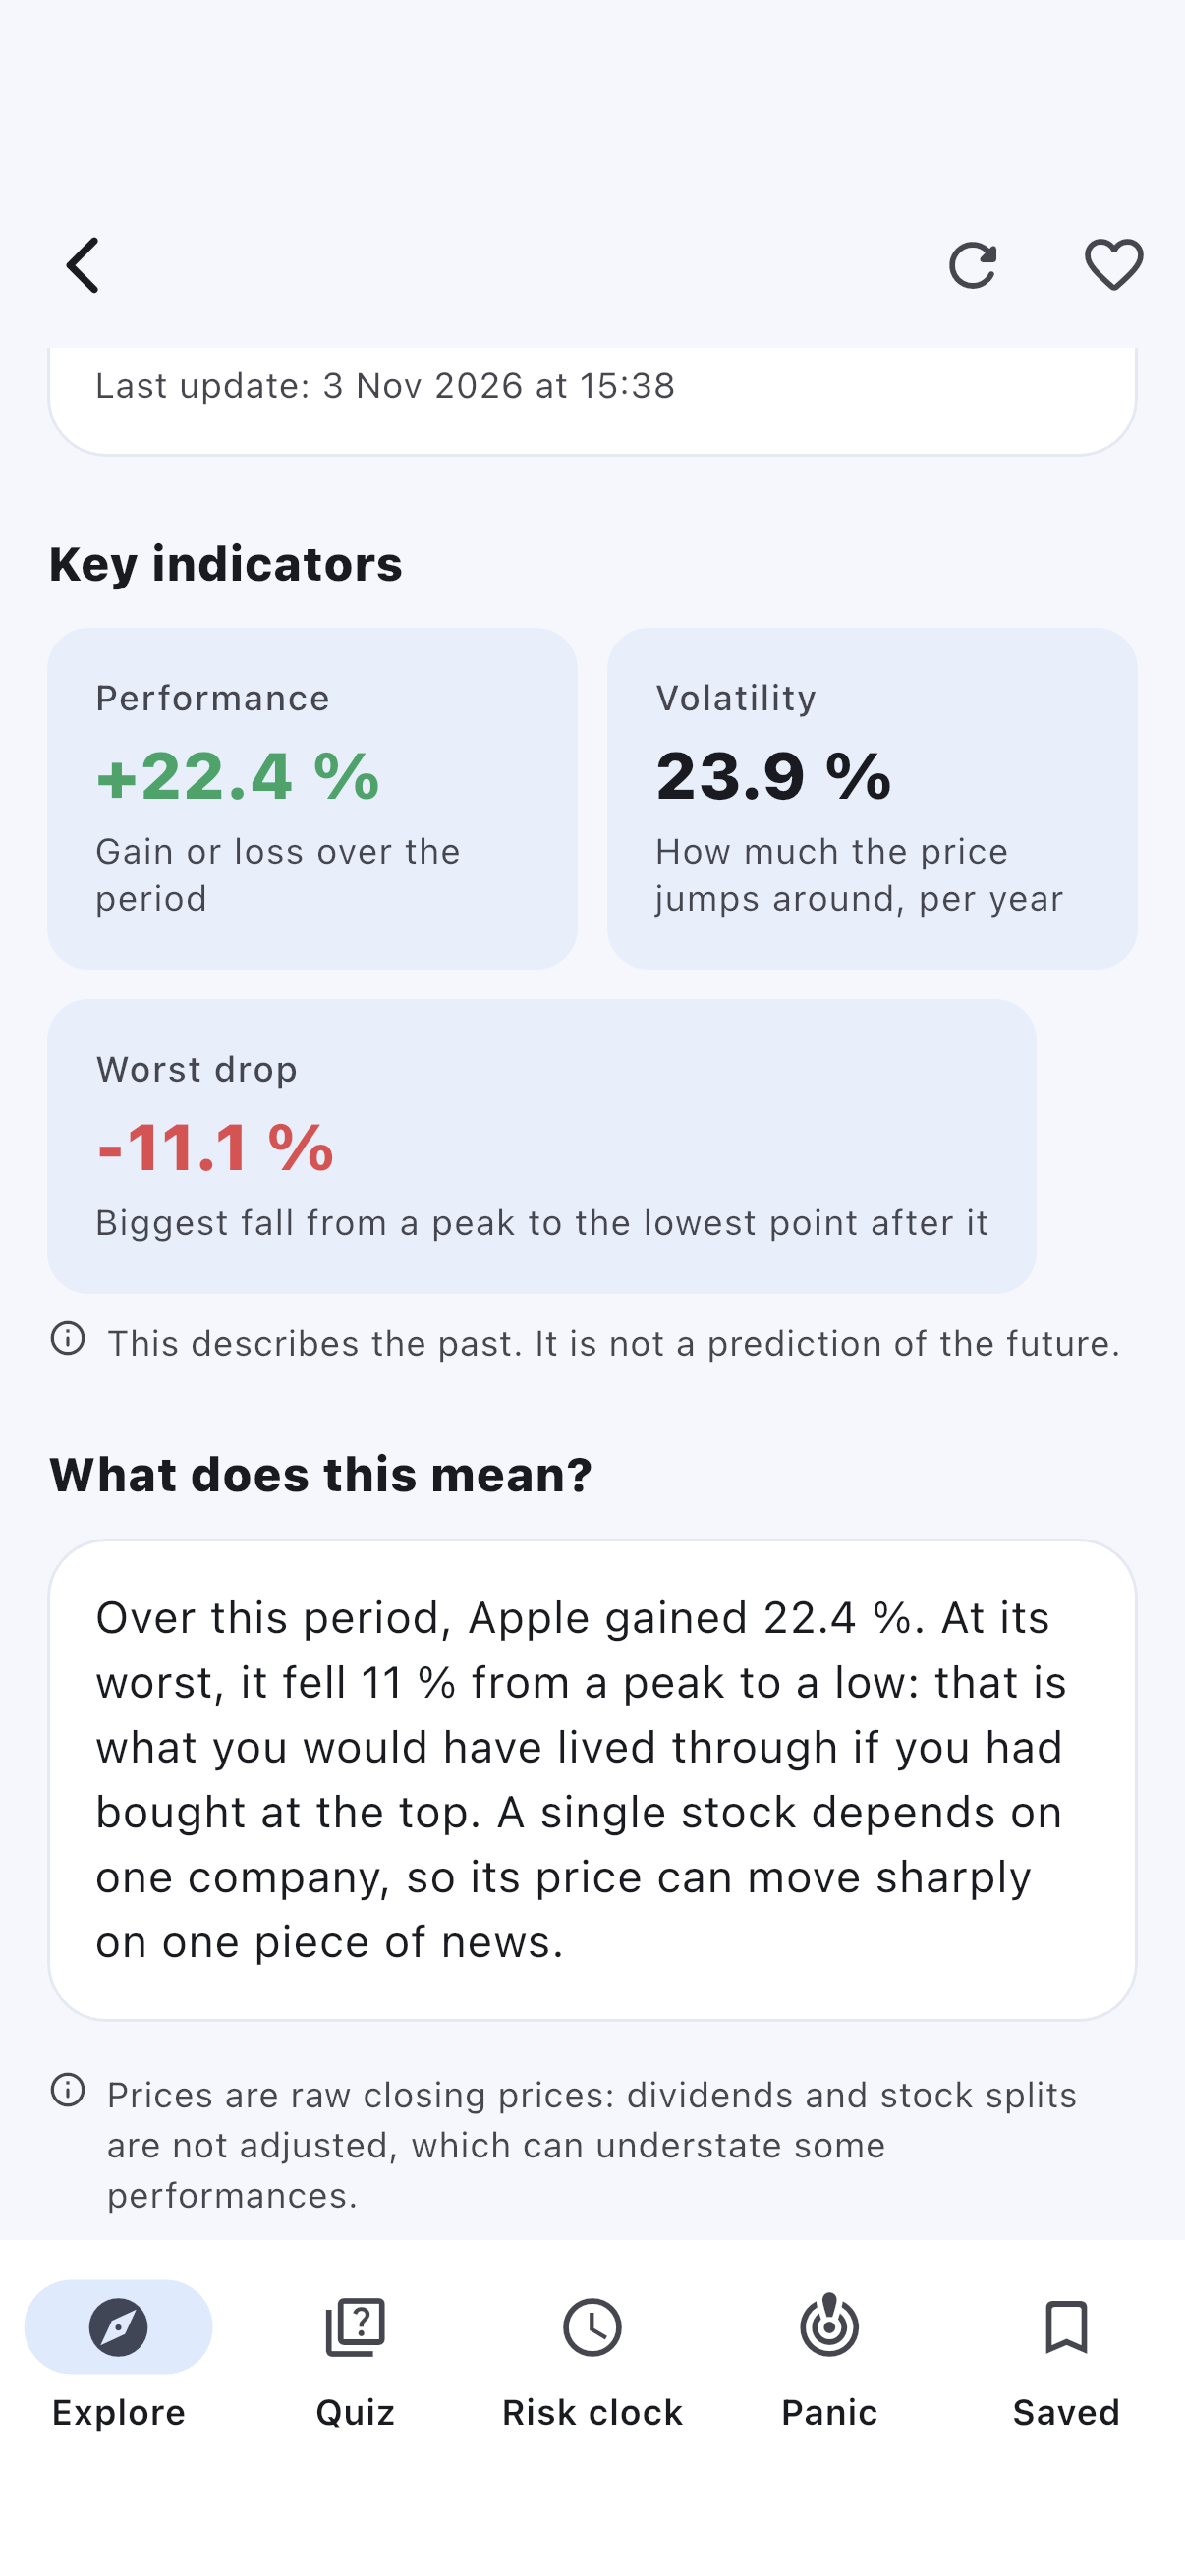 Last update: 3 Nov 2026 at 15:38
Key indicators
Performance
+22.4 %
Gain or loss over the
period
Volatility
23.9 %
How much the price
jumps around, per year
Worst drop
-11.1 %
Biggest fall from a peak to the lowest point after it
This describes the past. It is not a prediction of the future.
What does this mean?
Over this period, Apple gained 22.4 %. At its
worst, it fell 11 % from a peak to a low: that is
what you would have lived through if you had
bought at the top. A single stock depends on
one company, so its price can move sharply
on one piece of news.
Prices are raw closing prices: dividends and stock splits
are not adjusted, which can understate some
performances.
Explore
Quiz
Risk clock
Panic
Saved